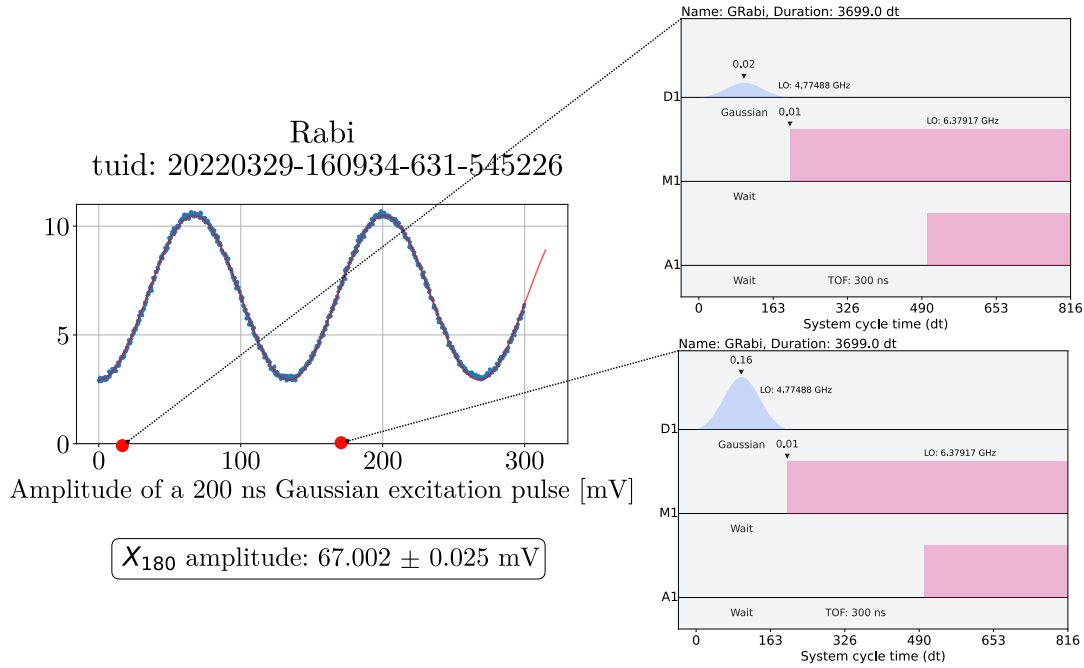 Rabi
tuid: 20220329-160934-631-545226
10
5
0
0 100 200 300
Amplitude of a 200 ns Gaussian excitation pulse [mV]
X180 amplitude: 67.002 ± 0.025 mV
Name: GRabi, Duration: 3699.0 dt
0.02
LO: 4.77488 GHz
D1
Gaussian 0.01
LO: 6.37917 GHz
M1
Wait
A1
Wait TOF: 300 ns
0 163 326 490 653 816
System cycle time (dt)
Name: GRabi, Duration: 3699.0 dt
0.16
LO: 4.77488 GHz
D1
Gaussian 0.01
LO: 6.37917 GHz
M1
Wait
A1
Wait TOF: 300 ns
0 163 326 490 653 816
System cycle time (dt)